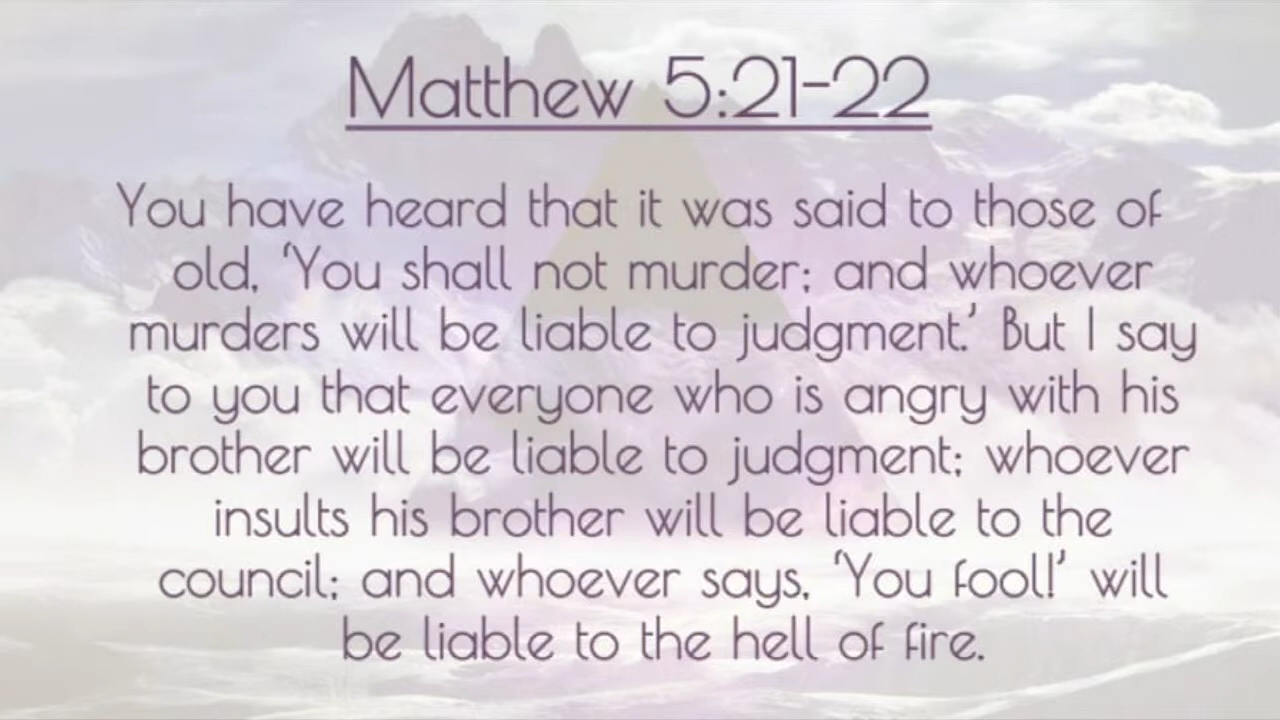 Matthew 5:21-22
You have heard that it was said to those of
old, ‘You shall not murder; and whoever
murders will be liable to judgment.’ But I say
to you that everyone who is angry with his
brother will be liable to judgment; whoever
insults his brother will be liable to the
council; and whoever says, ‘You fool!’ will
be liable to the hell of fire.